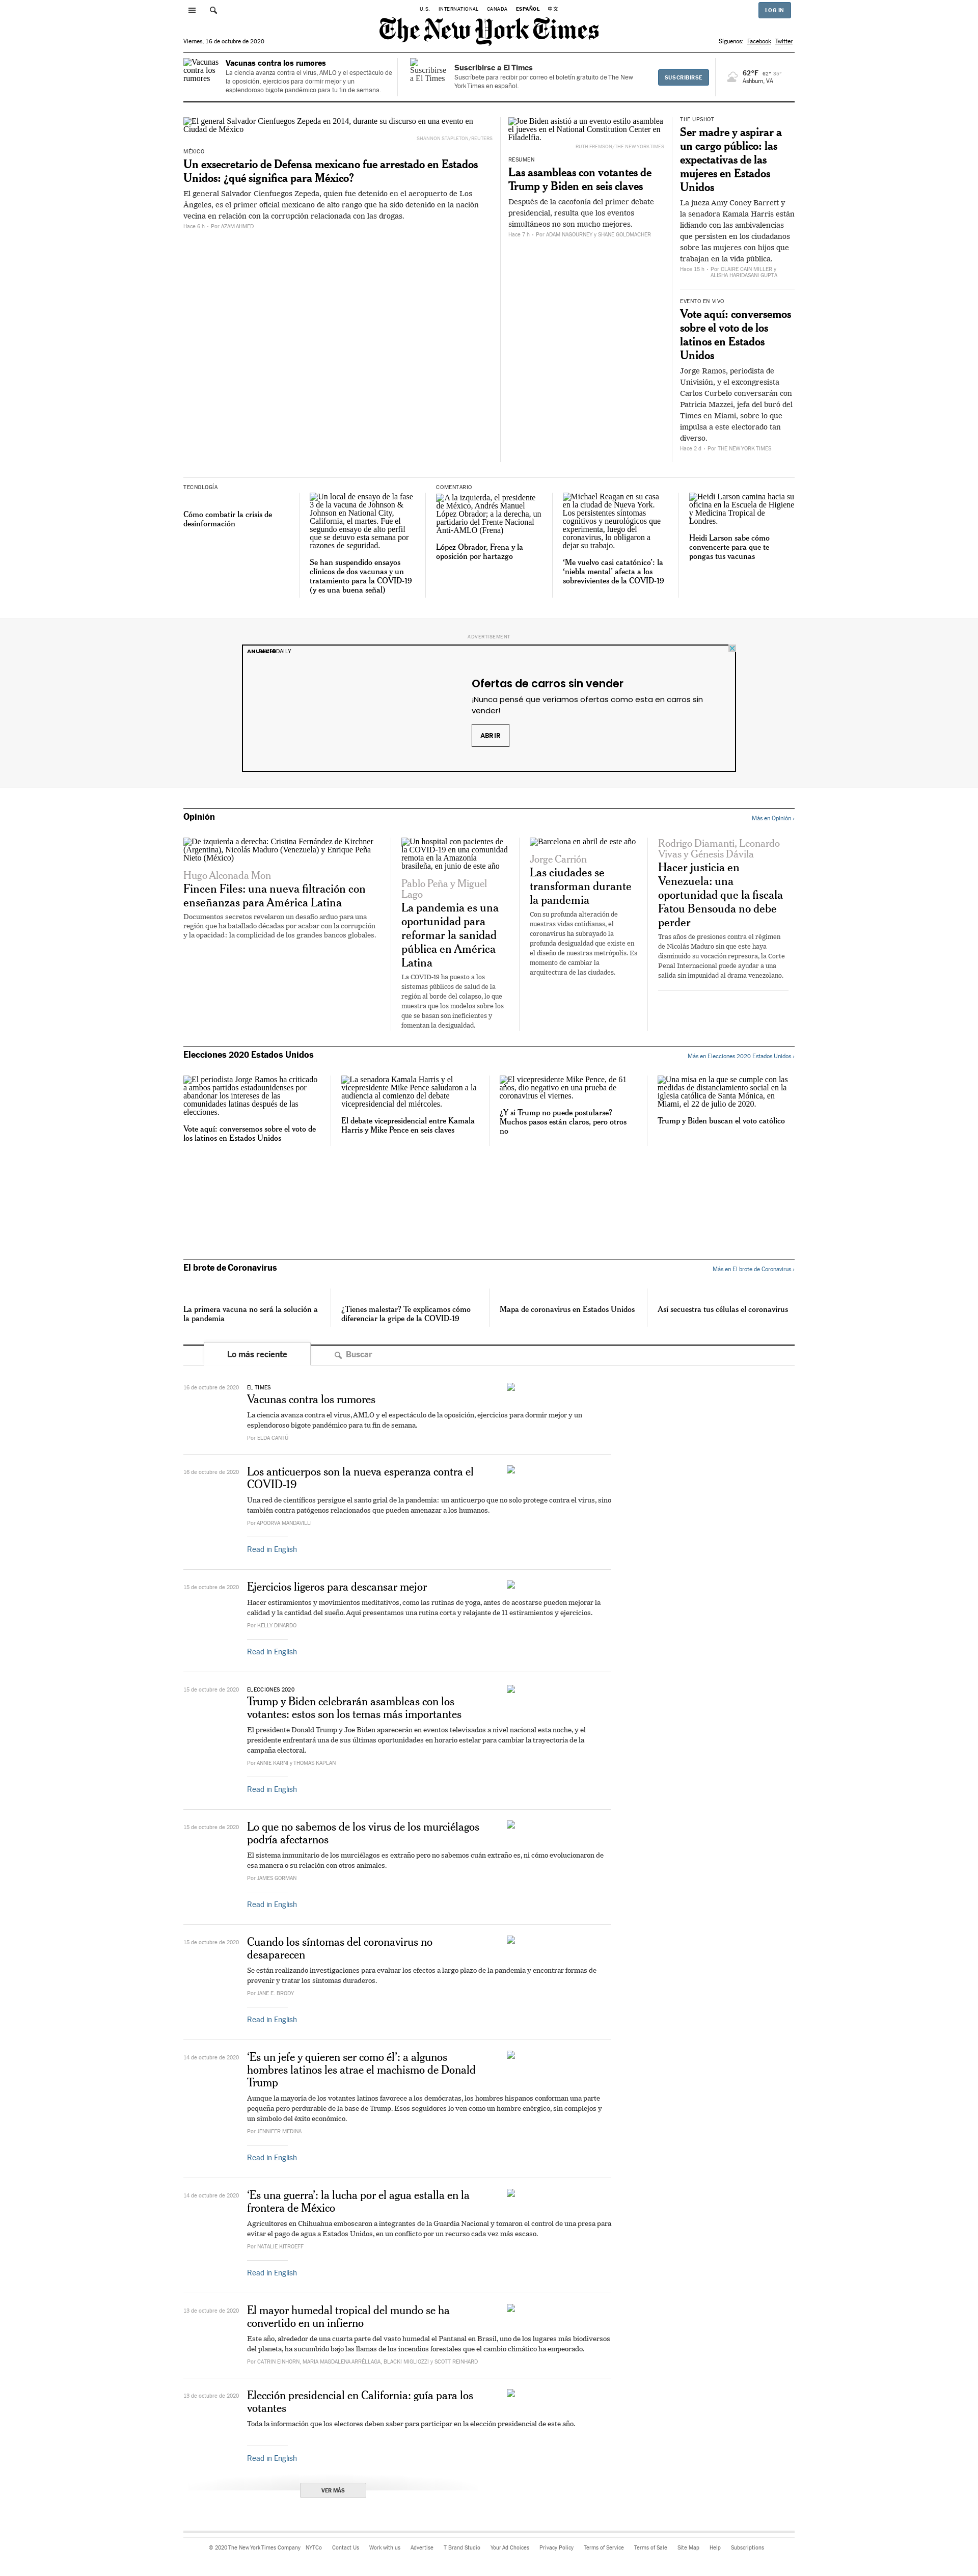 U.S. INTERNATIONAL CANADA ESPAÑOL 中文
LOG IN
The New York Times
Viernes, 16 de octubre de 2020
Síguenos: Facebook Twitter
Vacunas contra los rumores
Vacunas contra los rumores
La ciencia avanza contra el virus, AMLO y el espectáculo de
la oposición, ejercicios para dormir mejor y un
esplendoroso bigote pandémico para tu fin de semana.
Suscribirse a El Times
Suscribirse a El Times
Suscríbete para recibir por correo el boletín gratuito de The New
York Times en español.
SUSCRIBIRSE
62°F 62° 55°
Ashburn, VA
El general Salvador Cienfuegos Zepeda en 2014, durante un discurso en una evento en
Ciudad de México
SHANNON STAPLETON/REUTERS
MÉXICO
Un exsecretario de Defensa mexicano fue arrestado en Estados
Unidos: ¿qué significa para México?
El general Salvador Cienfuegos Zepeda, quien fue detenido en el aeropuerto de Los
Ángeles, es el primer oficial mexicano de alto rango que ha sido detenido en la nación
vecina en relación con la corrupción relacionada con las drogas.
Hace 6 h • Por AZAM AHMED
Joe Biden asistió a un evento estilo asamblea
el jueves en el National Constitution Center en
Filadelfia.
RUTH FREMSON/THE NEW YORK TIMES
RESUMEN
Las asambleas con votantes de
Trump y Biden en seis claves
Después de la cacofonía del primer debate
presidencial, resulta que los eventos
simultáneos no son mucho mejores.
Hace 7 h • Por ADAM NAGOURNEY y SHANE GOLDMACHER
THE UPSHOT
Ser madre y aspirar a
un cargo público: las
expectativas de las
mujeres en Estados
Unidos
La jueza Amy Coney Barrett y
la senadora Kamala Harris están
lidiando con las ambivalencias
que persisten en los ciudadanos
sobre las mujeres con hijos que
trabajan en la vida pública.
Hace 15 h • Por CLAIRE CAIN MILLER y
ALISHA HARIDASANI GUPTA
EVENTO EN VIVO
Vote aquí: conversemos
sobre el voto de los
latinos en Estados
Unidos
Jorge Ramos, periodista de
Univisión, y el excongresista
Carlos Curbelo conversarán con
Patricia Mazzei, jefa del buró del
Times en Miami, sobre lo que
impulsa a este electorado tan
diverso.
Hace 2 d • Por THE NEW YORK TIMES
TECNOLOGÍA
Cómo combatir la crisis de
desinformación
Un local de ensayo de la fase
3 de la vacuna de Johnson &
Johnson en National City,
California, el martes. Fue el
segundo ensayo de alto perfil
que se detuvo esta semana por
razones de seguridad.
Se han suspendido ensayos
clínicos de dos vacunas y un
tratamiento para la COVID-19
(y es una buena señal)
COMENTARIO
A la izquierda, el presidente
de México, Andrés Manuel
López Obrador; a la derecha, un
partidario del Frente Nacional
Anti-AMLO (Frena)
López Obrador, Frena y la
oposición por hartazgo
Michael Reagan en su casa
en la ciudad de Nueva York.
Los persistentes síntomas
cognitivos y neurológicos que
experimenta, luego del
coronavirus, lo obligaron a
dejar su trabajo.
‘Me vuelvo casi catatónico’: la
‘niebla mental’ afecta a los
sobrevivientes de la COVID-19
Heidi Larson camina hacia su
oficina en la Escuela de Higiene
y Medicina Tropical de
Londres.
Heidi Larson sabe cómo
convencerte para que te
pongas tus vacunas
ADVERTISEMENT
Ofertas de carros sin vender
¡Nunca pensé que veríamos ofertas como esta en carros sin
vender!
ABRIR
Opinión
Más en Opinión ›
De izquierda a derecha: Cristina Fernández de Kirchner
(Argentina), Nicolás Maduro (Venezuela) y Enrique Peña
Nieto (México)
Hugo Alconada Mon
Fincen Files: una nueva filtración con
enseñanzas para América Latina
Documentos secretos revelaron un desafío arduo para una
región que ha batallado décadas por acabar con la corrupción
y la opacidad: la complicidad de los grandes bancos globales.
Un hospital con pacientes de
la COVID-19 en una comunidad
remota en la Amazonía
brasileña, en junio de este año
Pablo Peña y Miguel
Lago
La pandemia es una
oportunidad para
reformar la sanidad
pública en América
Latina
La COVID-19 ha puesto a los
sistemas públicos de salud de la
región al borde del colapso, lo que
muestra que los modelos sobre los
que se basan son ineficientes y
fomentan la desigualdad.
Barcelona en abril de este año
Jorge Carrión
Las ciudades se
transforman durante
la pandemia
Con su profunda alteración de
nuestras vidas cotidianas, el
coronavirus ha subrayado la
profunda desigualdad que existe en
el diseño de nuestras metrópolis. Es
momento de cambiar la
arquitectura de las ciudades.
Rodrigo Diamanti, Leonardo
Vivas y Génesis Dávila
Hacer justicia en
Venezuela: una
oportunidad que la fiscala
Fatou Bensouda no debe
perder
Tras años de presiones contra el régimen
de Nicolás Maduro sin que este haya
disminuido su vocación represora, la Corte
Penal Internacional puede ayudar a una
salida sin impunidad al drama venezolano.
Elecciones 2020 Estados Unidos
Más en Elecciones 2020 Estados Unidos ›
El periodista Jorge Ramos ha criticado
a ambos partidos estadounidenses por
abandonar los intereses de las
comunidades latinas después de las
elecciones.
Vote aquí: conversemos sobre el voto de
los latinos en Estados Unidos
La senadora Kamala Harris y el
vicepresidente Mike Pence saludaron a la
audiencia al comienzo del debate
vicepresidencial del miércoles.
El debate vicepresidencial entre Kamala
Harris y Mike Pence en seis claves
El vicepresidente Mike Pence, de 61
años, dio negativo en una prueba de
coronavirus el viernes.
¿Y si Trump no puede postularse?
Muchos pasos están claros, pero otros
no
Una misa en la que se cumple con las
medidas de distanciamiento social en la
iglesia católica de Santa Mónica, en
Miami, el 22 de julio de 2020.
Trump y Biden buscan el voto católico
El brote de Coronavirus
Más en El brote de Coronavirus ›
La primera vacuna no será la solución a
la pandemia
¿Tienes malestar? Te explicamos cómo
diferenciar la gripe de la COVID-19
Mapa de coronavirus en Estados Unidos
Así secuestra tus células el coronavirus
Lo más reciente
Buscar
16 de octubre de 2020
EL TIMES
Vacunas contra los rumores
La ciencia avanza contra el virus, AMLO y el espectáculo de la oposición, ejercicios para dormir mejor y un
esplendoroso bigote pandémico para tu fin de semana.
Por ELDA CANTÚ
16 de octubre de 2020
Los anticuerpos son la nueva esperanza contra el
COVID-19
Una red de científicos persigue el santo grial de la pandemia: un anticuerpo que no solo protege contra el virus, sino
también contra patógenos relacionados que pueden amenazar a los humanos.
Por APOORVA MANDAVILLI
Read in English
15 de octubre de 2020
Ejercicios ligeros para descansar mejor
Hacer estiramientos y movimientos meditativos, como las rutinas de yoga, antes de acostarse pueden mejorar la
calidad y la cantidad del sueño. Aquí presentamos una rutina corta y relajante de 11 estiramientos y ejercicios.
Por KELLY DINARDO
Read in English
15 de octubre de 2020
ELECCIONES 2020
Trump y Biden celebrarán asambleas con los
votantes: estos son los temas más importantes
El presidente Donald Trump y Joe Biden aparecerán en eventos televisados a nivel nacional esta noche, y el
presidente enfrentará una de sus últimas oportunidades en horario estelar para cambiar la trayectoria de la
campaña electoral.
Por ANNIE KARNI y THOMAS KAPLAN
Read in English
15 de octubre de 2020
Lo que no sabemos de los virus de los murciélagos
podría afectarnos
El sistema inmunitario de los murciélagos es extraño pero no sabemos cuán extraño es, ni cómo evolucionaron de
esa manera o su relación con otros animales.
Por JAMES GORMAN
Read in English
15 de octubre de 2020
Cuando los síntomas del coronavirus no
desaparecen
Se están realizando investigaciones para evaluar los efectos a largo plazo de la pandemia y encontrar formas de
prevenir y tratar los síntomas duraderos.
Por JANE E. BRODY
Read in English
14 de octubre de 2020
‘Es un jefe y quieren ser como él’: a algunos
hombres latinos les atrae el machismo de Donald
Trump
Aunque la mayoría de los votantes latinos favorece a los demócratas, los hombres hispanos conforman una parte
pequeña pero perdurable de la base de Trump. Esos seguidores lo ven como un hombre enérgico, sin complejos y
un símbolo del éxito económico.
Por JENNIFER MEDINA
Read in English
14 de octubre de 2020
‘Es una guerra’: la lucha por el agua estalla en la
frontera de México
Agricultores en Chihuahua emboscaron a integrantes de la Guardia Nacional y tomaron el control de una presa para
evitar el pago de agua a Estados Unidos, en un conflicto por un recurso cada vez más escaso.
Por NATALIE KITROEFF
Read in English
13 de octubre de 2020
El mayor humedal tropical del mundo se ha
convertido en un infierno
Este año, alrededor de una cuarta parte del vasto humedal el Pantanal en Brasil, uno de los lugares más biodiversos
del planeta, ha sucumbido bajo las llamas de los incendios forestales que el cambio climático ha empeorado.
Por CATRIN EINHORN, MARIA MAGDALENA ARRÉLLAGA, BLACKI MIGLIOZZI y SCOTT REINHARD
13 de octubre de 2020
Elección presidencial en California: guía para los
votantes
Toda la información que los electores deben saber para participar en la elección presidencial de este año.
Read in English
VER MÁS
© 2020 The New York Times Company NYTCo Contact Us Work with us Advertise T Brand Studio Your Ad Choices Privacy Policy Terms of Service Terms of Sale Site Map Help Subscriptions